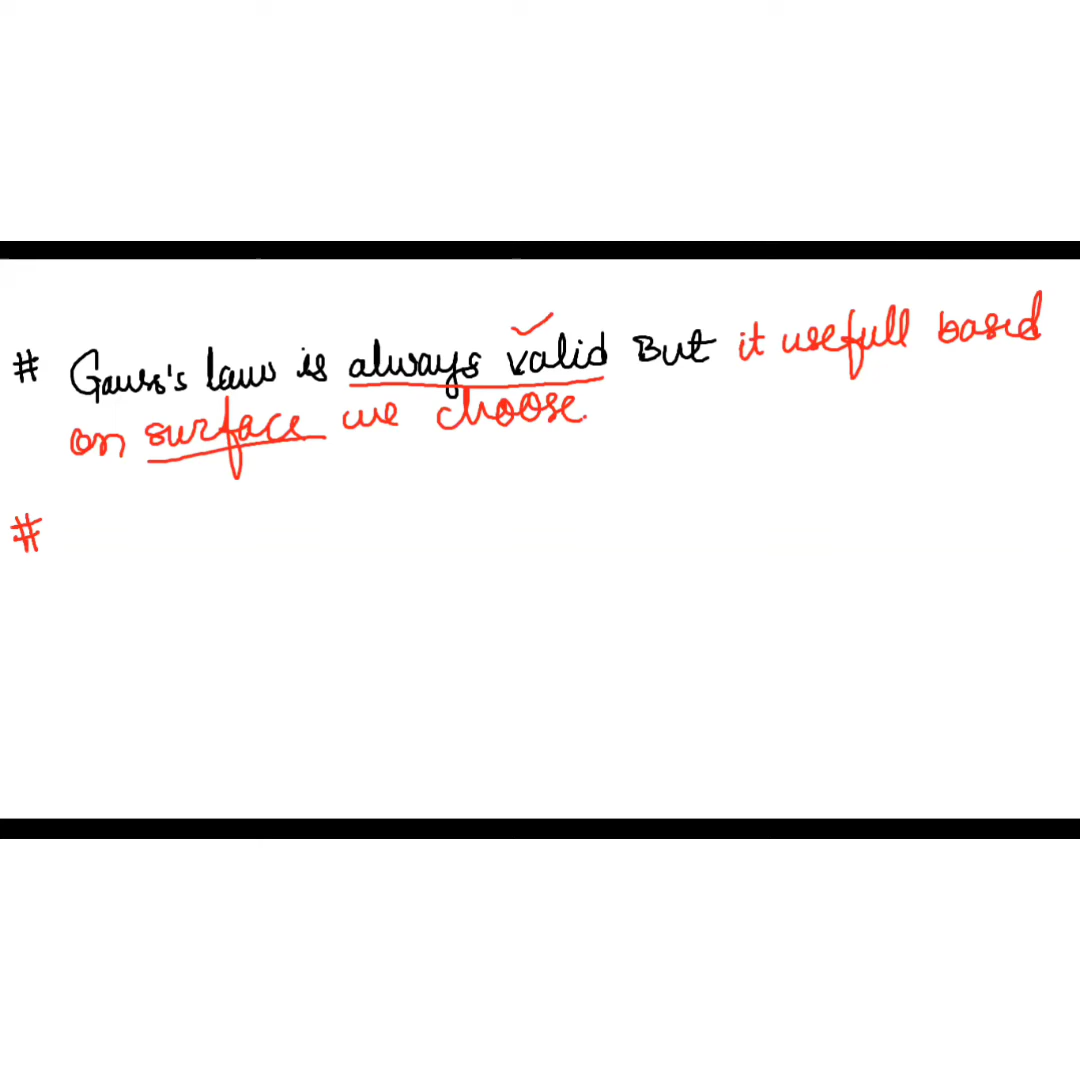 # Gauss's law is always valid But it usefull based
on surface we choose.
#